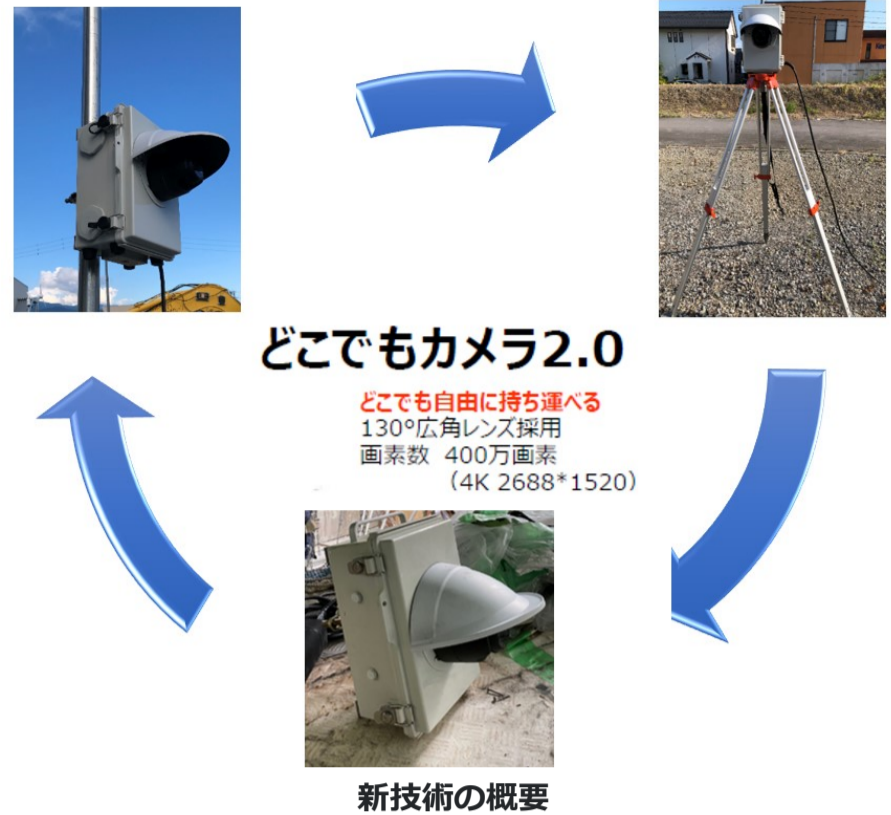 どこでもカメラ2.0
どこでも自由に持ち運べる
130°広角レンズ採用
画素数 400万画素
（4K 2688*1520）
新技術の概要